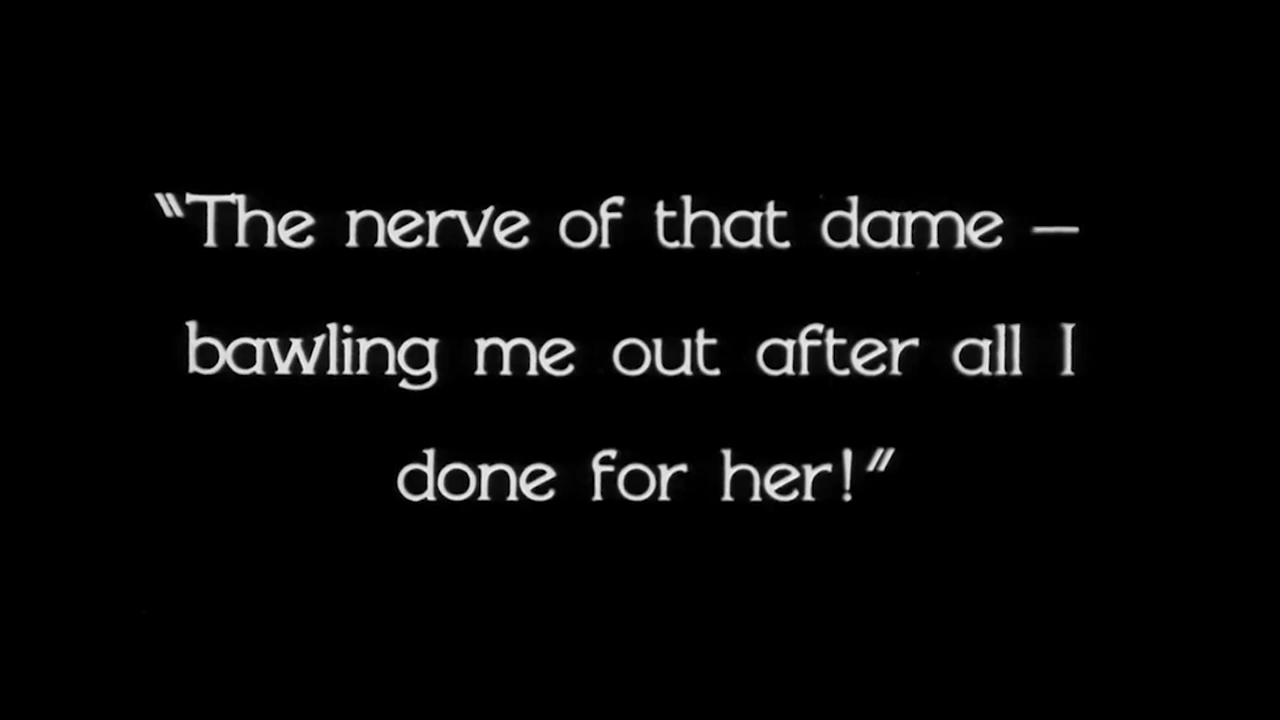 “The nerve of that dame —
bawling me out after all I
done for her!”